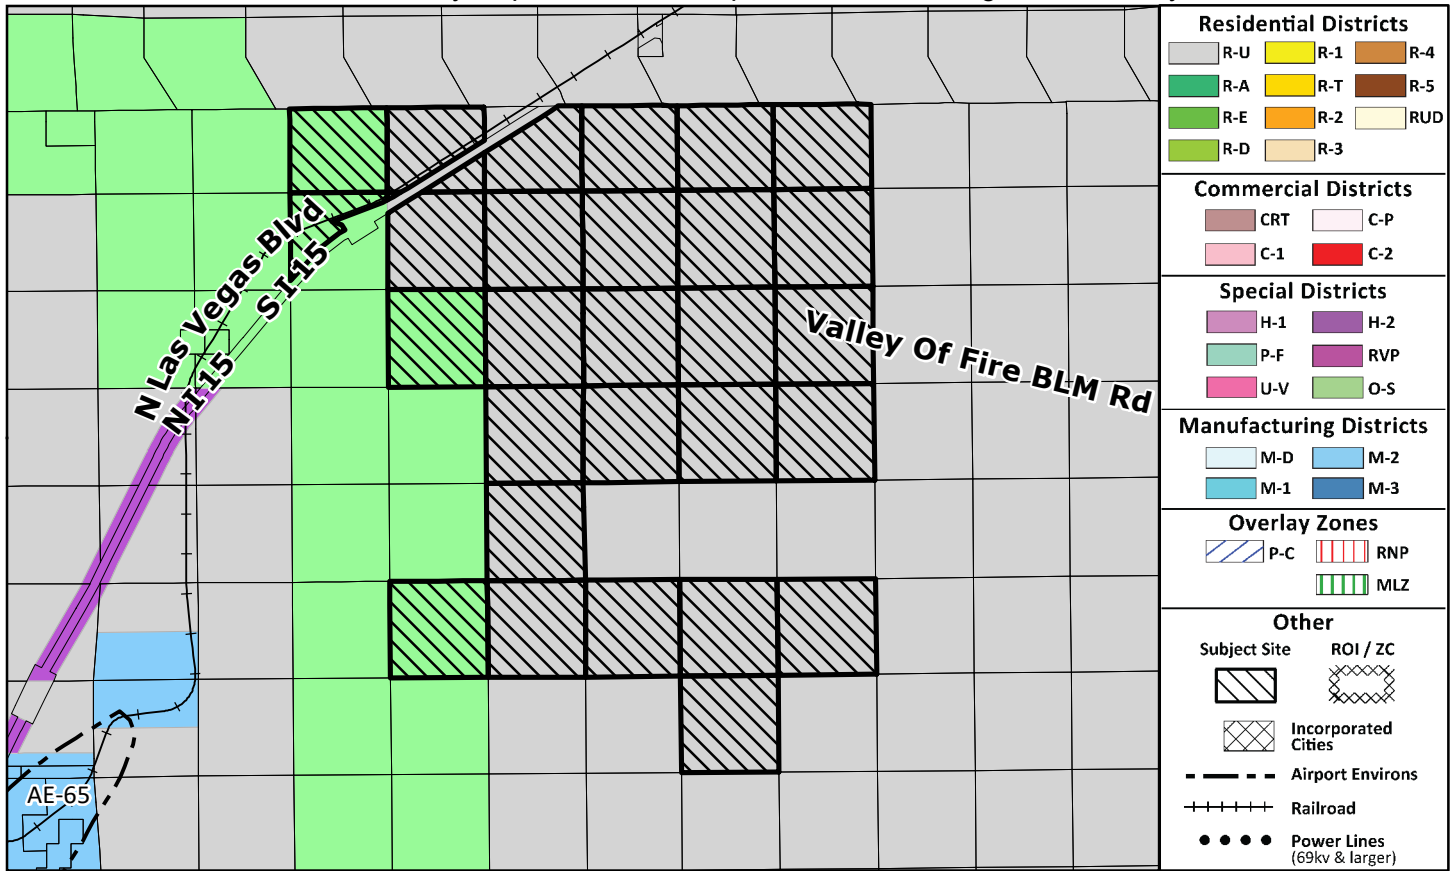 N Las Vegas Blvd
S I 15
N I 15
Valley Of Fire BLM Rd
AE-65
Residential Districts
R-U R-1 R-4
R-A R-T R-5
R-E R-2 RUD
R-D R-3
Commercial Districts
CRT C-P
C-1 C-2
Special Districts
H-1 H-2
P-F RVP
U-V O-S
Manufacturing Districts
M-D M-2
M-1 M-3
Overlay Zones
P-C RNP
MLZ
Other
Subject Site ROI / ZC
Incorporated
Cities
Airport Environs
Railroad
Power Lines
(69kv & larger)